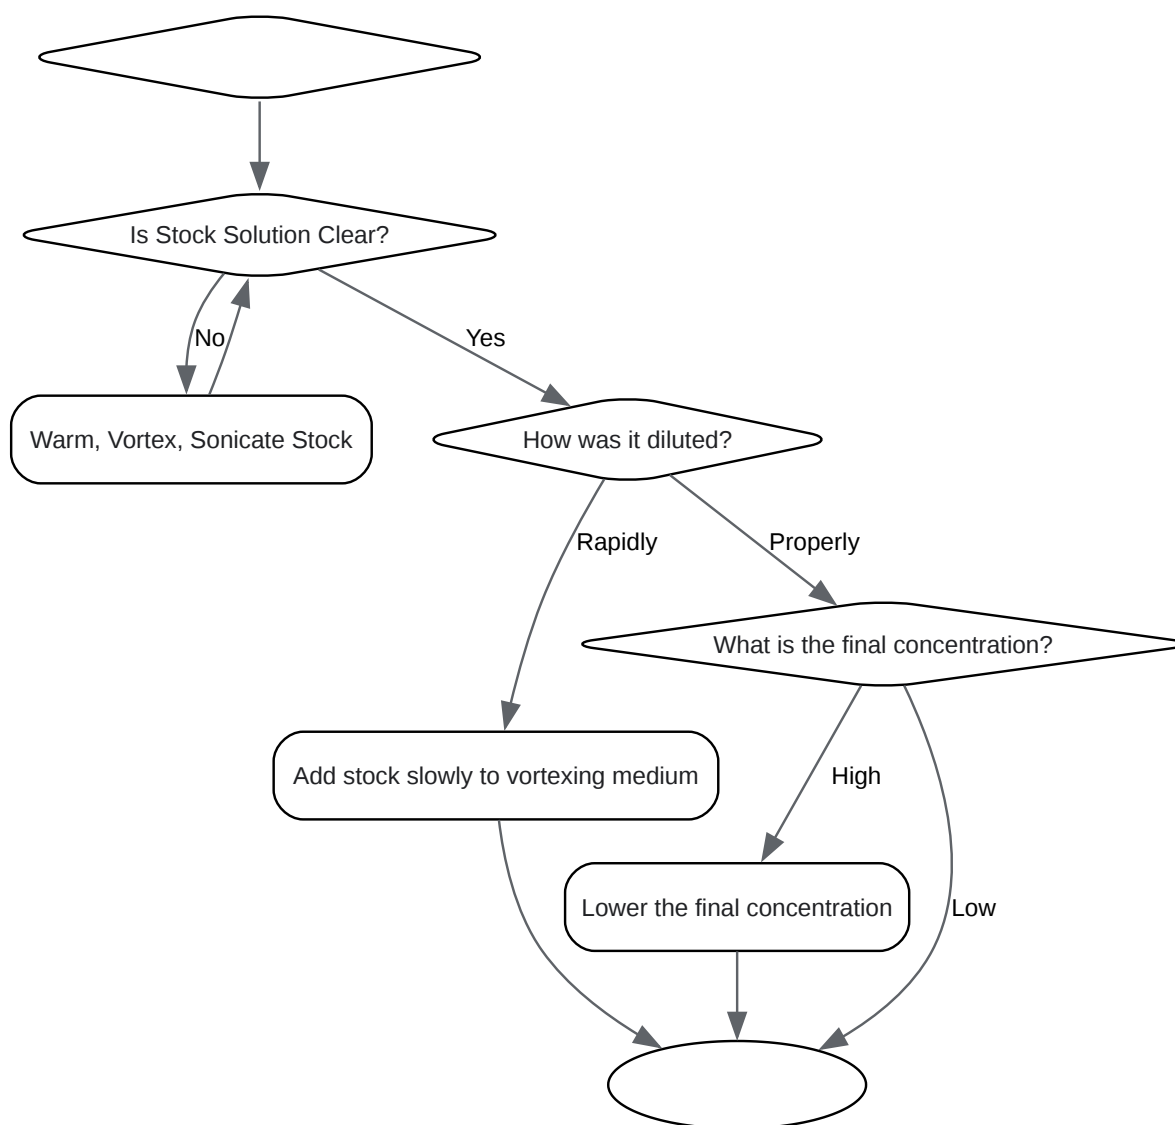 Is Stock Solution Clear?
No
Yes
Warm, Vortex, Sonicate Stock
How was it diluted?
Rapidly
Properly
What is the final concentration?
Add stock slowly to vortexing medium
High
Lower the final concentration
Low